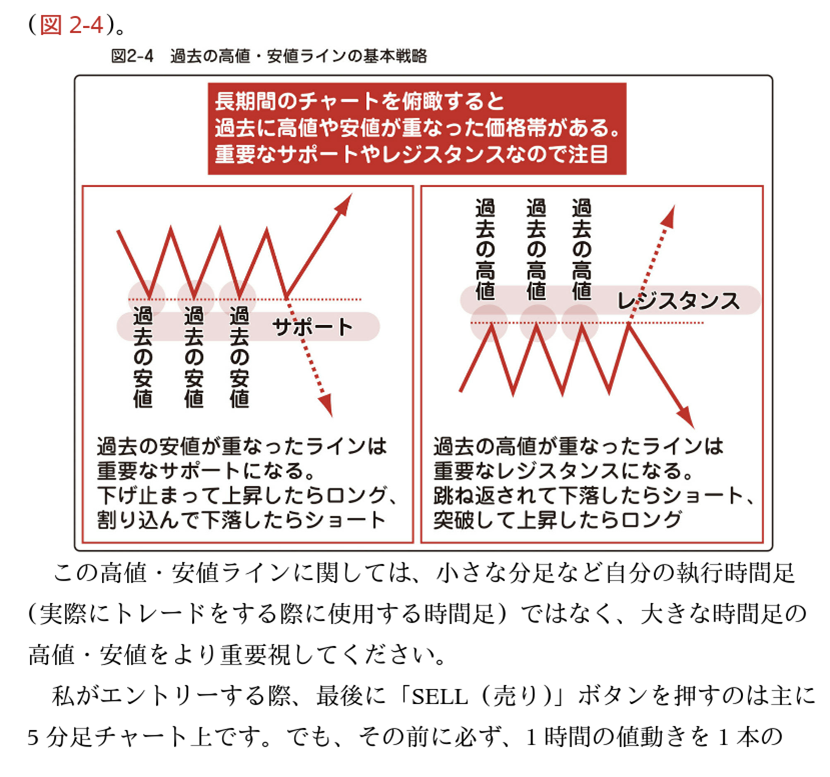 (図 2-4)。
図2-4　過去の高値・安値ラインの基本戦略
長期間のチャートを俯瞰すると
過去に高値や安値が重なった価格帯がある。
重要なサポートやレジスタンスなので注目
過去の安値
過去の安値
過去の安値
サポート
過去の安値が重なったラインは
重要なサポートになる。
下げ止まって上昇したらロング、
割り込んで下落したらショート
過去の高値
過去の高値
過去の高値
レジスタンス
過去の高値が重なったラインは
重要なレジスタンスになる。
跳ね返されて下落したらショート、
突破して上昇したらロング
この高値・安値ラインに関しては、小さな分足など自分の執行時間足
(実際にトレードをする際に使用する時間足) ではなく、大きな時間足の
高値・安値をより重要視してください。
私がエントリーする際、最後に「SELL（売り)」ボタンを押すのは主に
5 分足チャート上です。でも、その前に必ず、1 時間の値動きを 1 本の